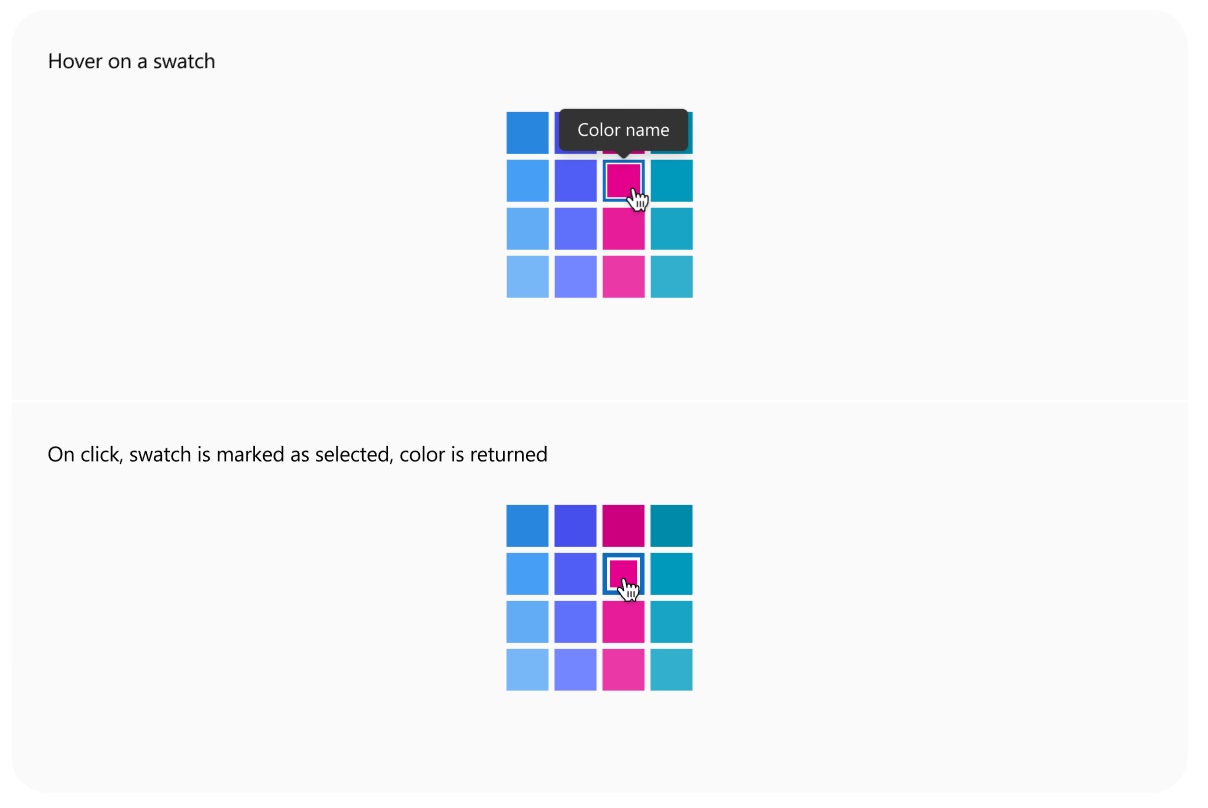 Hover on a swatch
Color name
On click, swatch is marked as selected, color is returned